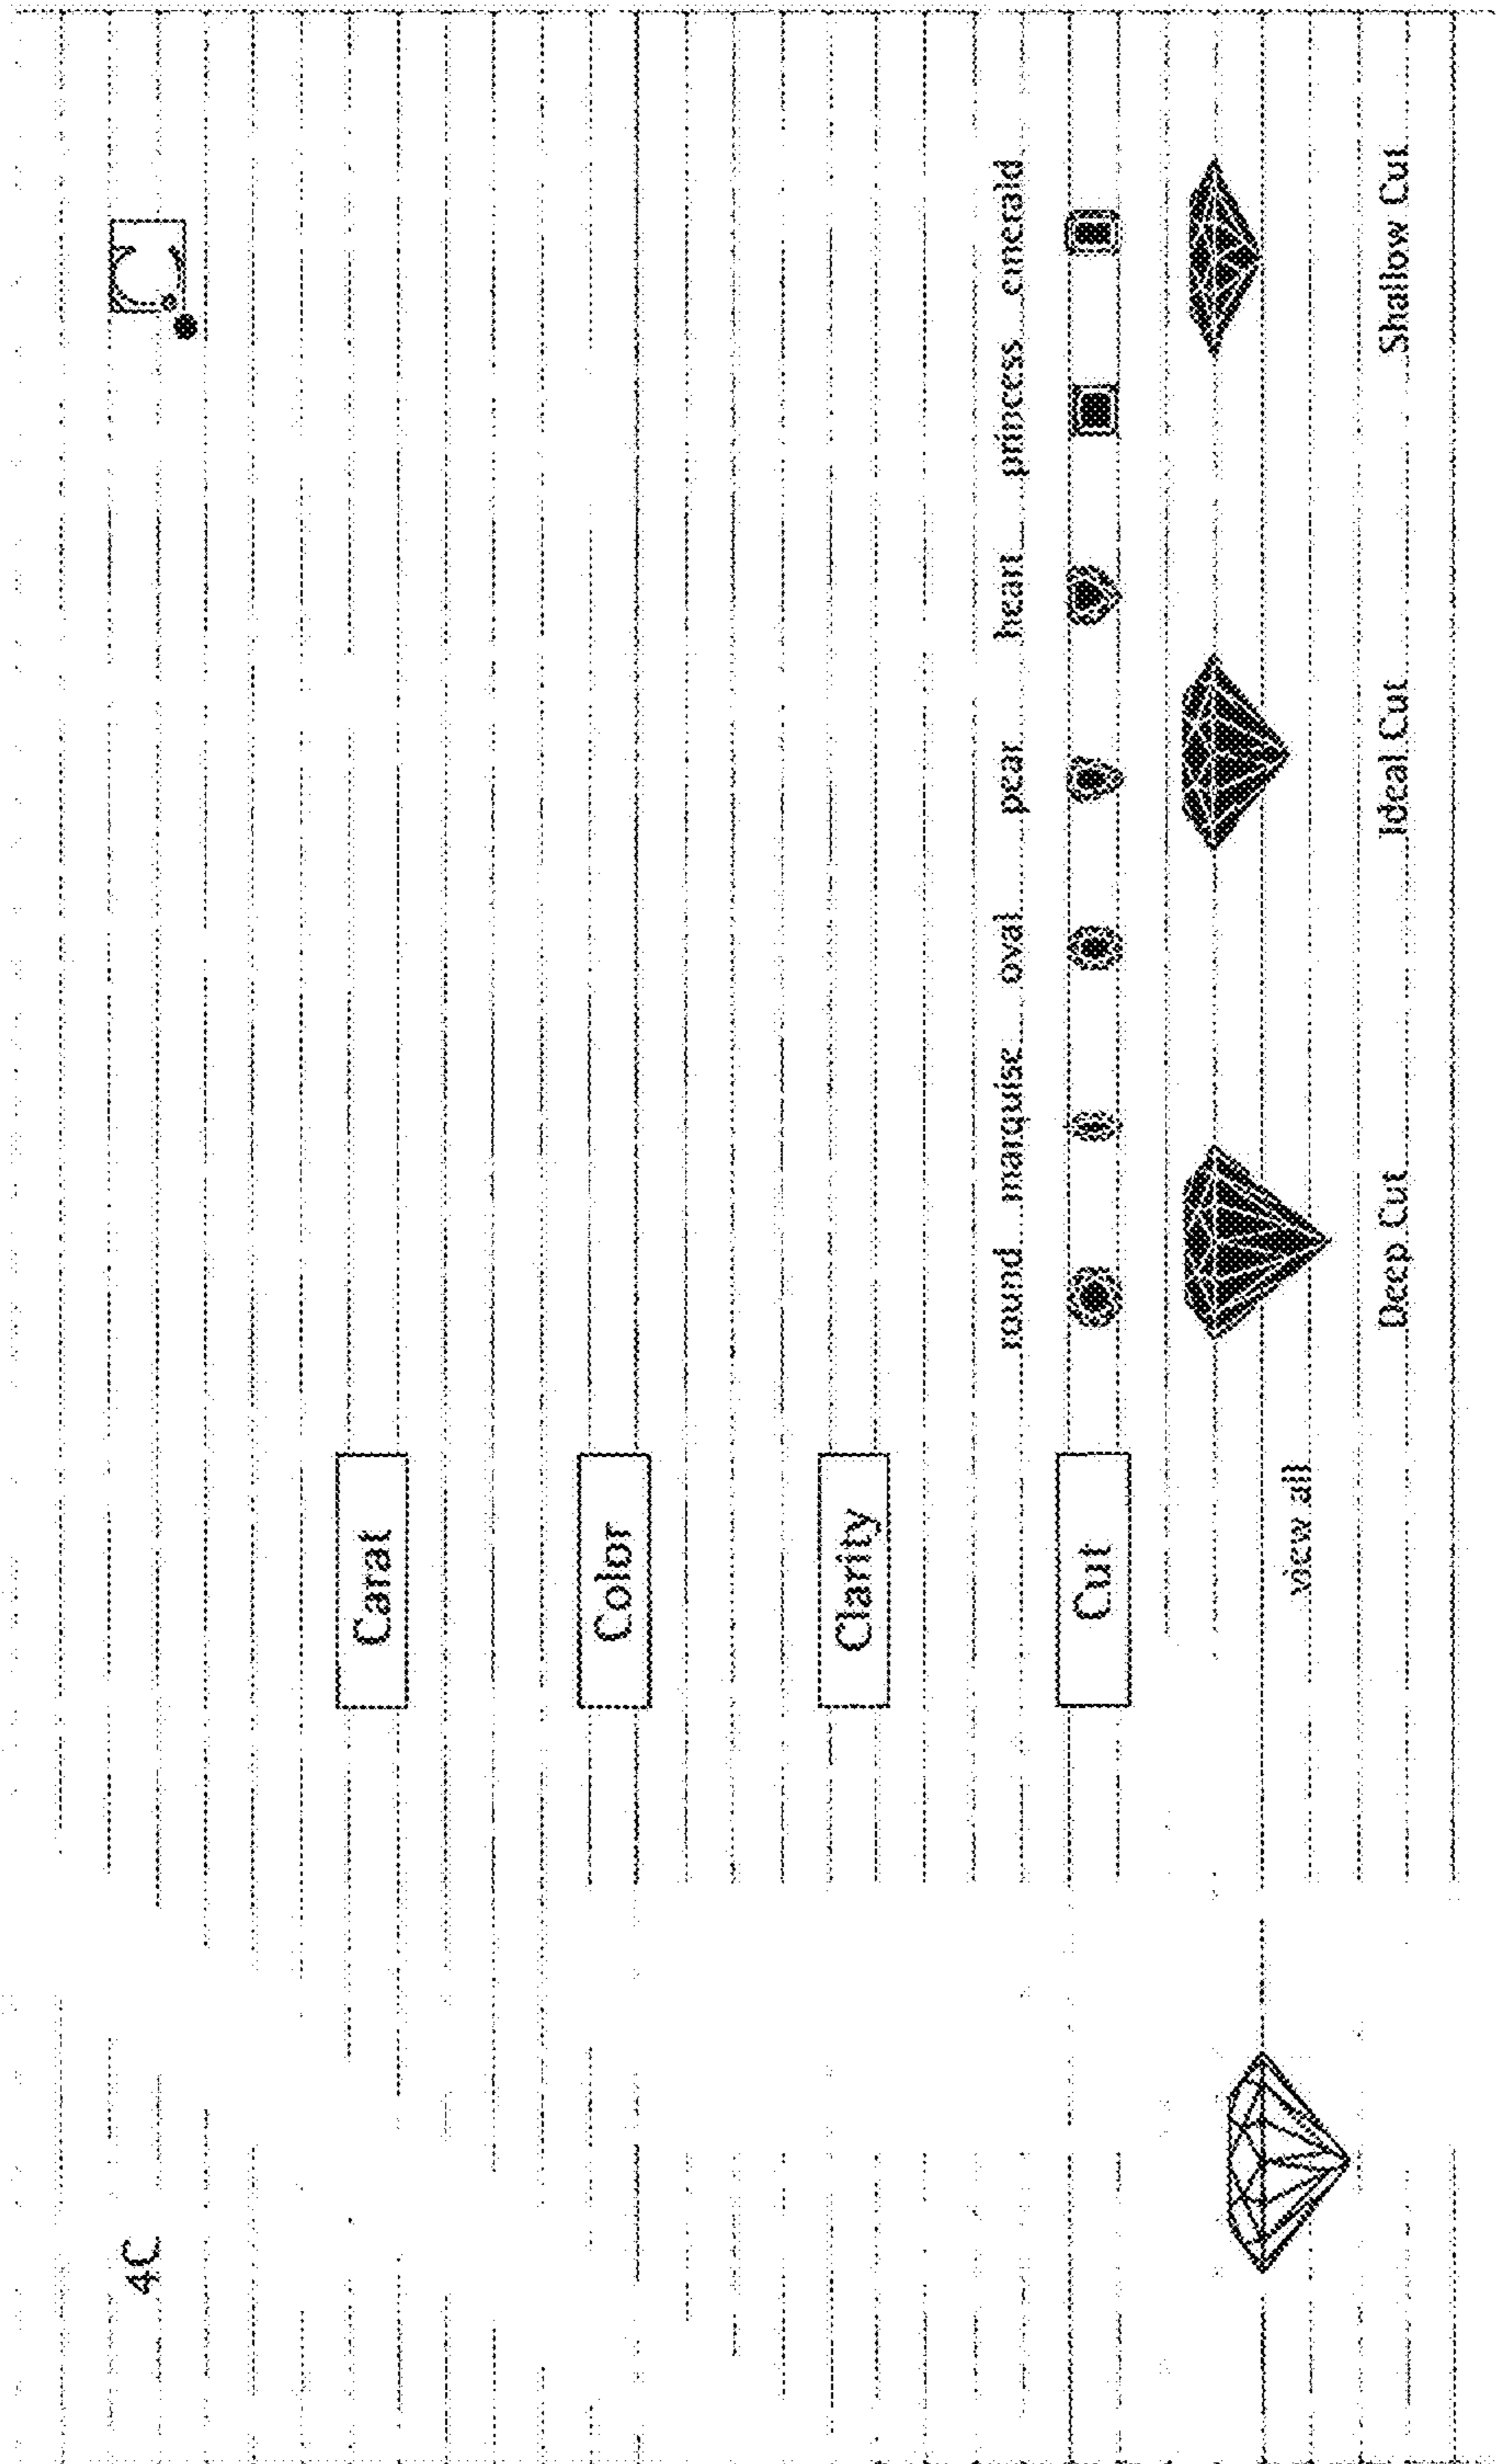 4C
Carat
Color
Clarity
round marquise oval pear heart princess emerald
Cut
view all
Deep Cut Ideal Cut Shallow Cut